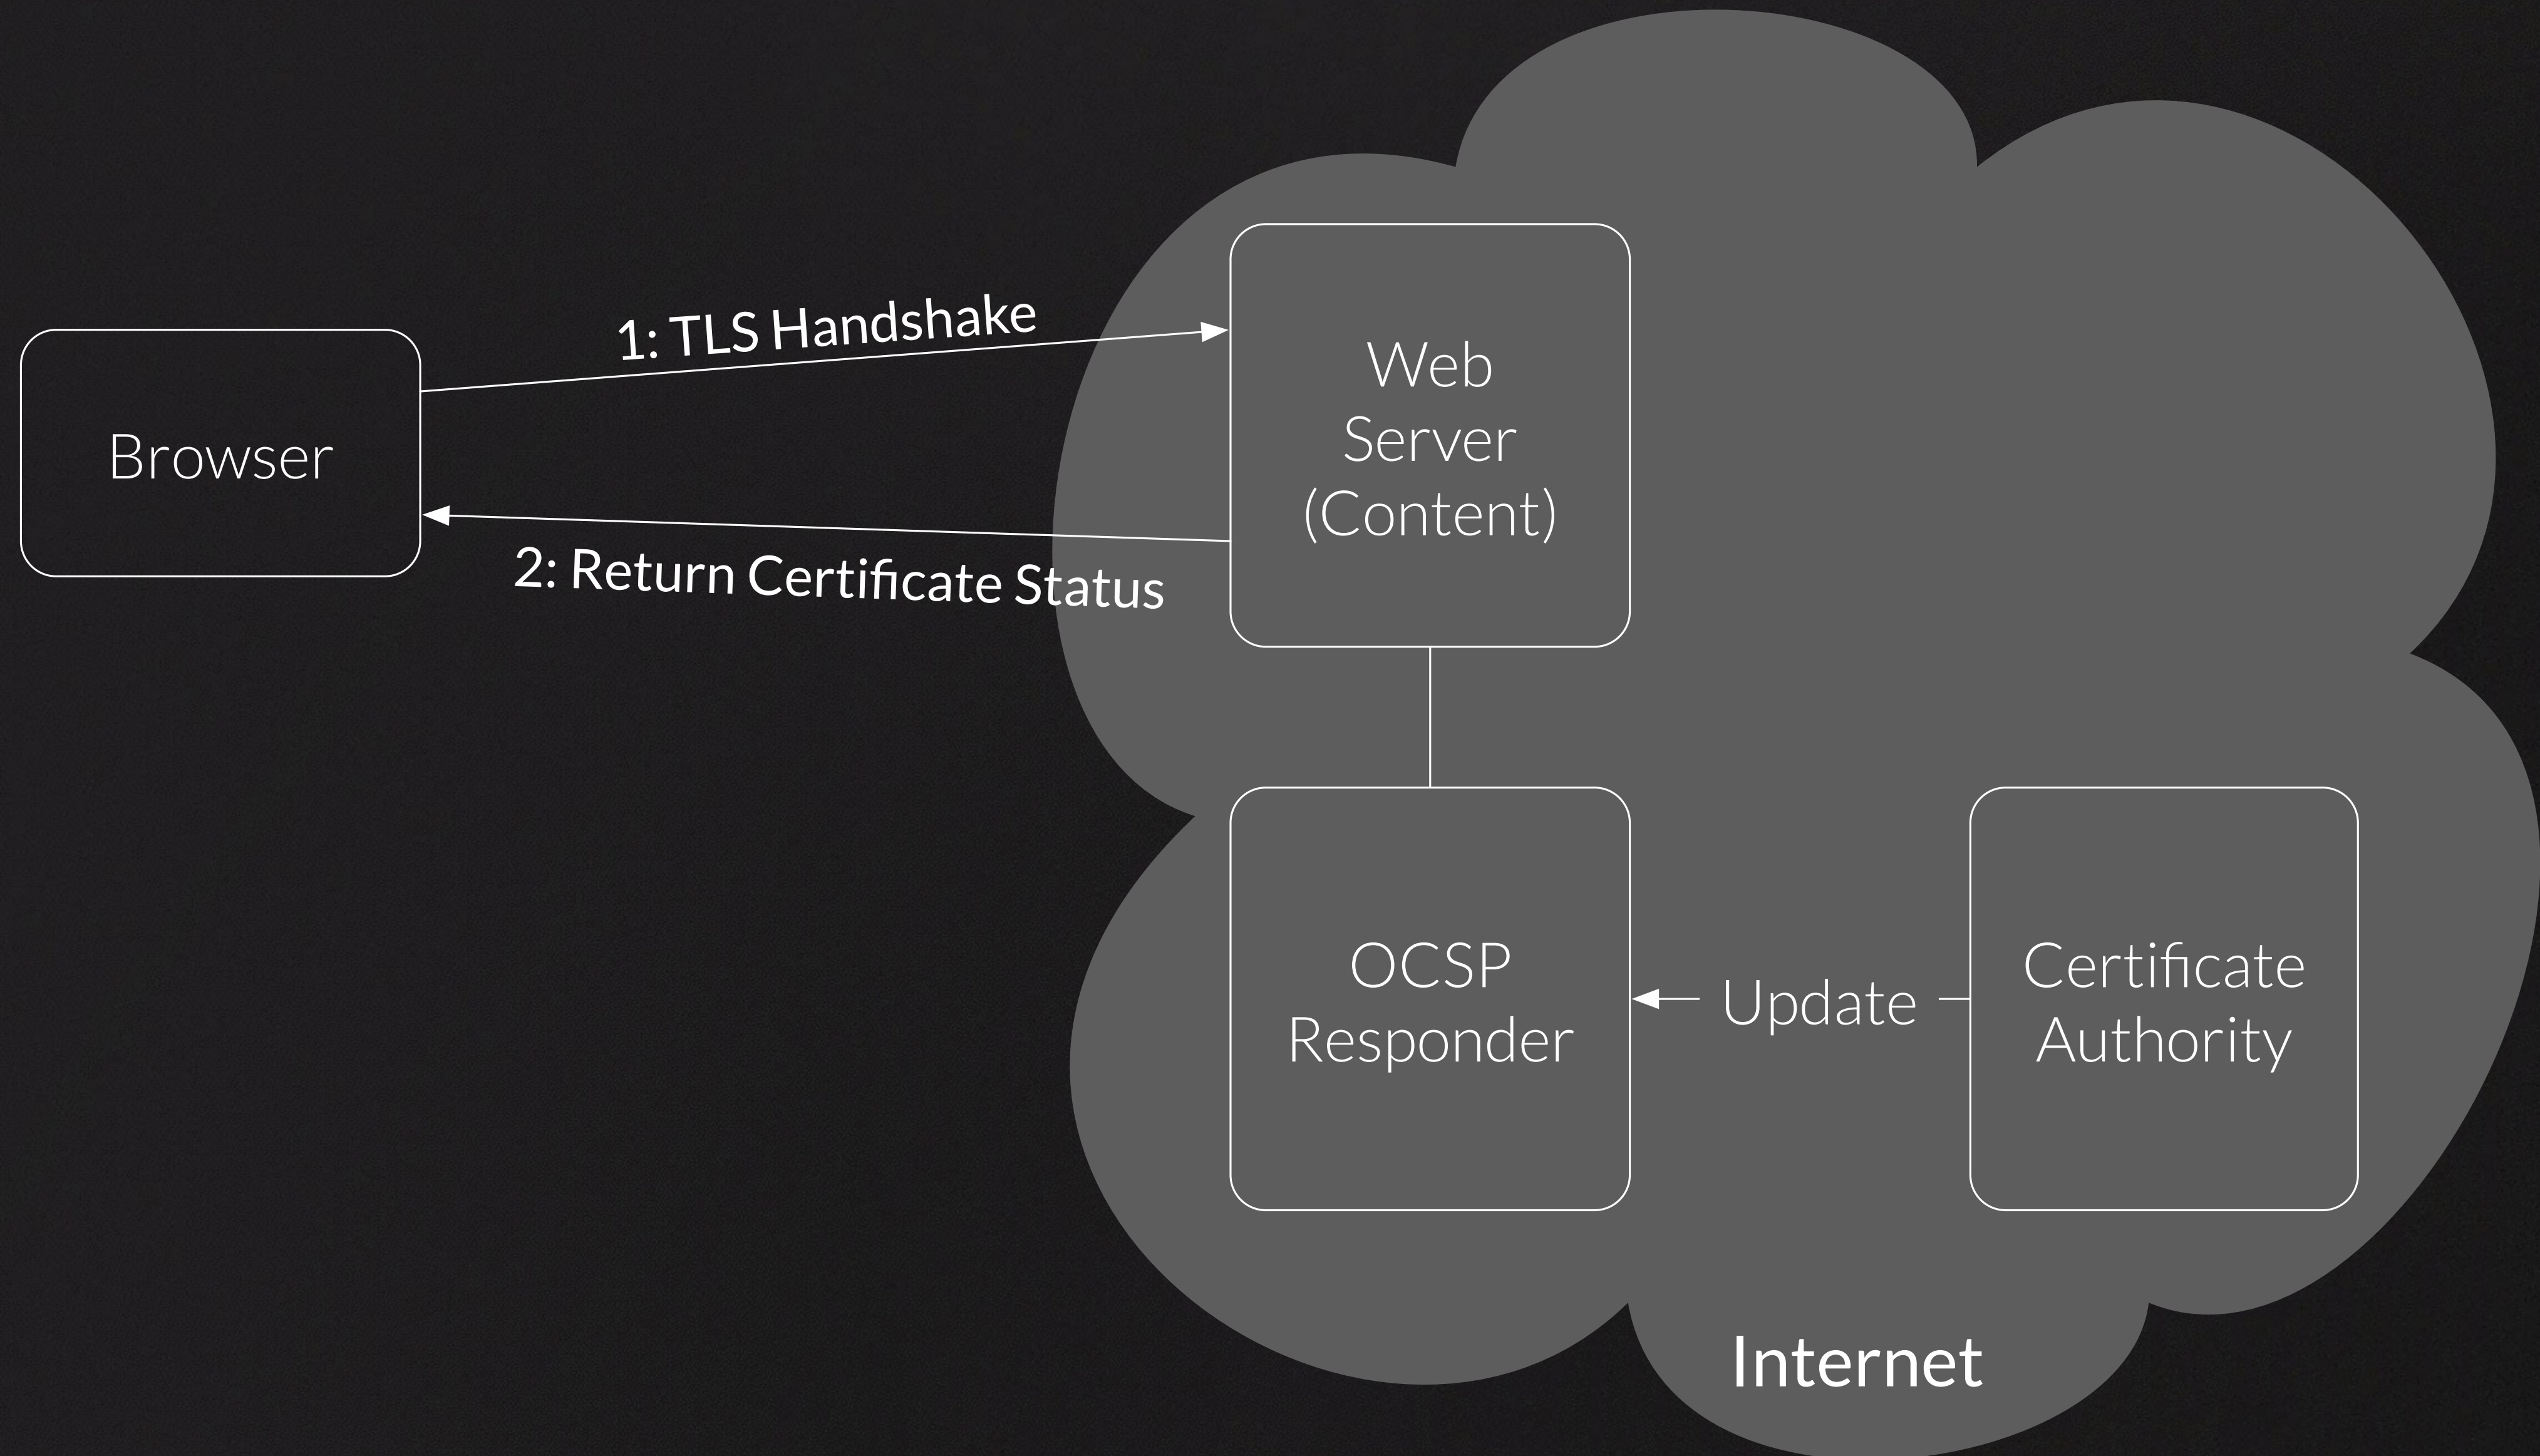 1: TLS Handshake
Browser
2: Return Certificate Status
Web
Server
(Content)
OCSP
Responder
Update
Certificate
Authority
Internet